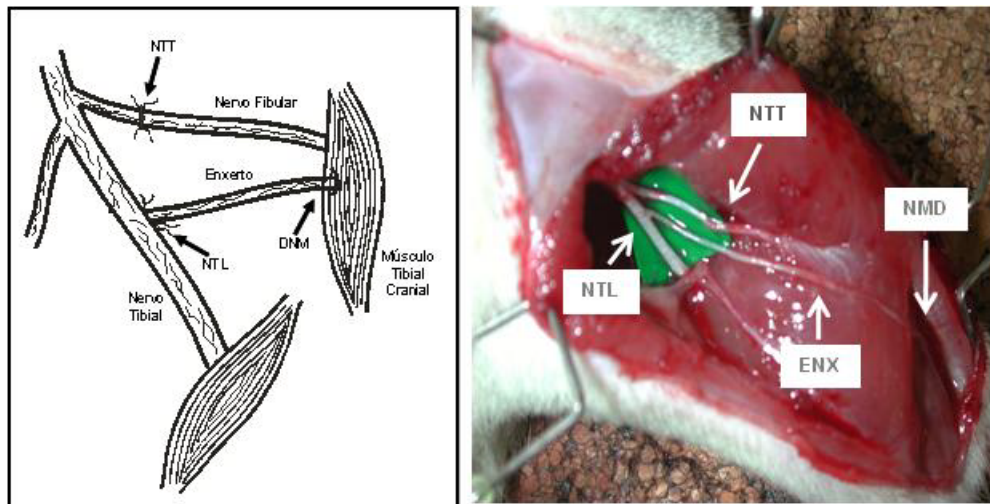 NTT
Nervo Fibular
Enxerto
DNM
NTL
Músculo
Tibial
Cranial
Nervo
Tibial
NTT
NMD
NTL
ENX